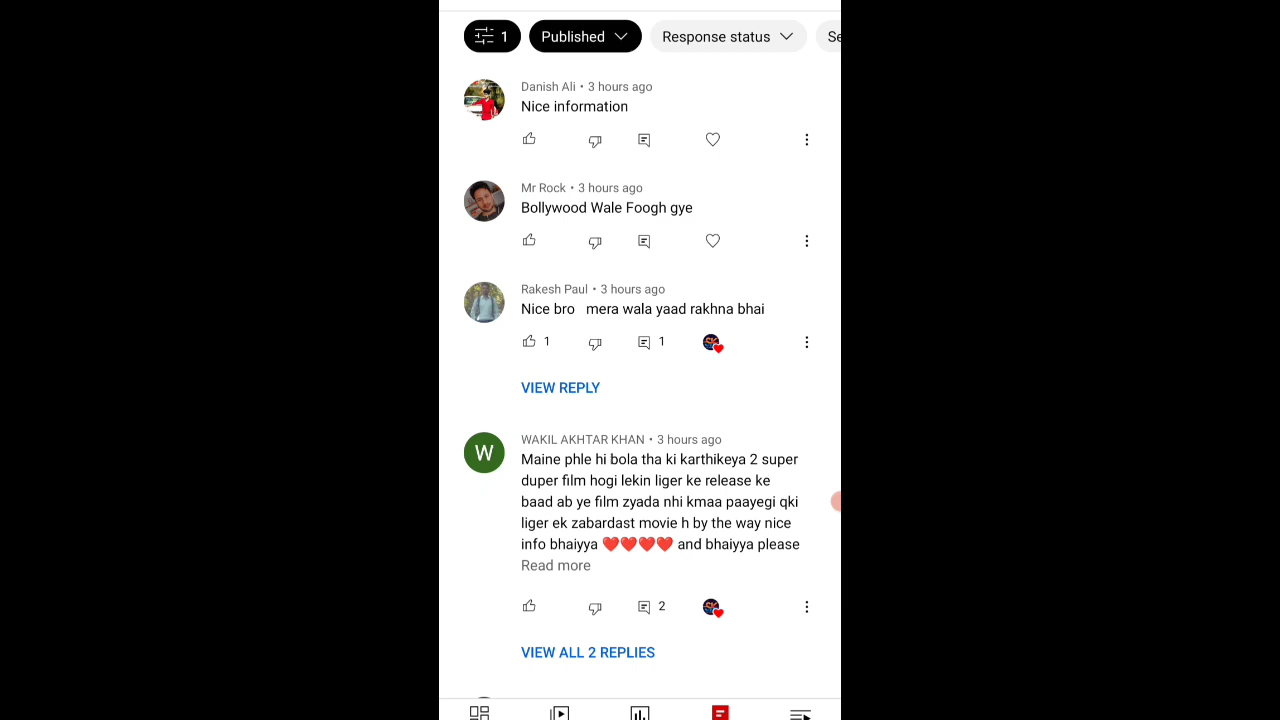 1 Published Response status Se
Danish Ali • 3 hours ago
Nice information
Mr Rock • 3 hours ago
Bollywood Wale Foogh gye
Rakesh Paul • 3 hours ago
Nice bro mera wala yaad rakhna bhai
1 1
VIEW REPLY
W
WAKIL AKHTAR KHAN • 3 hours ago
Maine phle hi bola tha ki karthikeya 2 super
duper film hogi lekin liger ke release ke
baad ab ye film zyada nhi kmaa paayegi qki
liger ek zabardast movie h by the way nice
info bhaiyya ❤️❤️❤️❤️ and bhaiyya please
Read more
2
VIEW ALL 2 REPLIES